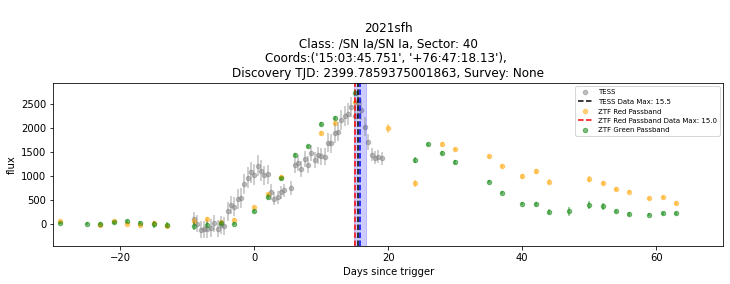 2021sfh
Class: /SN Ia/SN Ia, Sector: 40
Coords:('15:03:45.751', '+76:47:18.13'),
Discovery TJD: 2399.7859375001863, Survey: None
TESS
TESS Data Max: 15.5
ZTF Red Passband
ZTF Red Passband Data Max: 15.0
ZTF Green Passband
flux
2500
2000
1500
1000
500
0
−20
0
20
40
60
Days since trigger